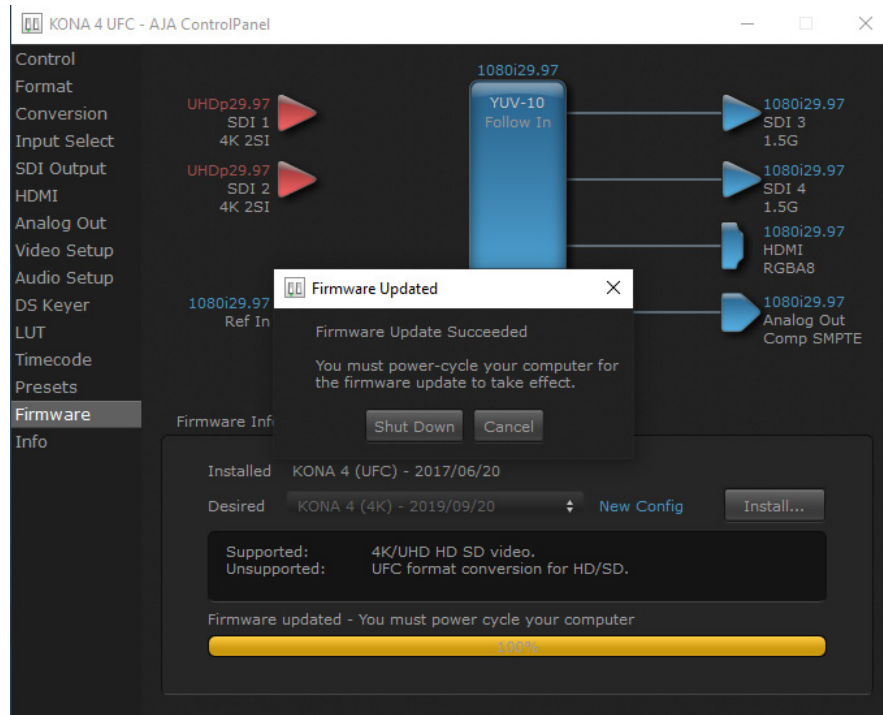 KONA 4 UFC - AJA ControlPanel
Control
Format
Conversion
Input Select
SDI Output
HDMI
Analog Out
Video Setup
Audio Setup
DS Keyer
LUT
Timecode
Presets
Firmware
Info
1080i29.97
YUV-10
Follow In
UHDp29.97
SDI 1
4K 2SI
UHDp29.97
SDI 2
4K 2SI
1080i29.97
Ref In
1080i29.97
SDI 3
1.5G
1080i29.97
SDI 4
1.5G
1080i29.97
HDMI
RGBA8
1080i29.97
Analog Out
Comp SMPTE
Firmware Updated
Firmware Update Succeeded
You must power-cycle your computer for
the firmware update to take effect.
Shut Down Cancel
Firmware Inf
Installed KONA 4 (UFC) - 2017/06/20
Desired KONA 4 (4K) - 2019/09/20 New Config Install...
Supported: 4K/UHD HD SD video.
Unsupported: UFC format conversion for HD/SD.
Firmware updated - You must power cycle your computer
100%